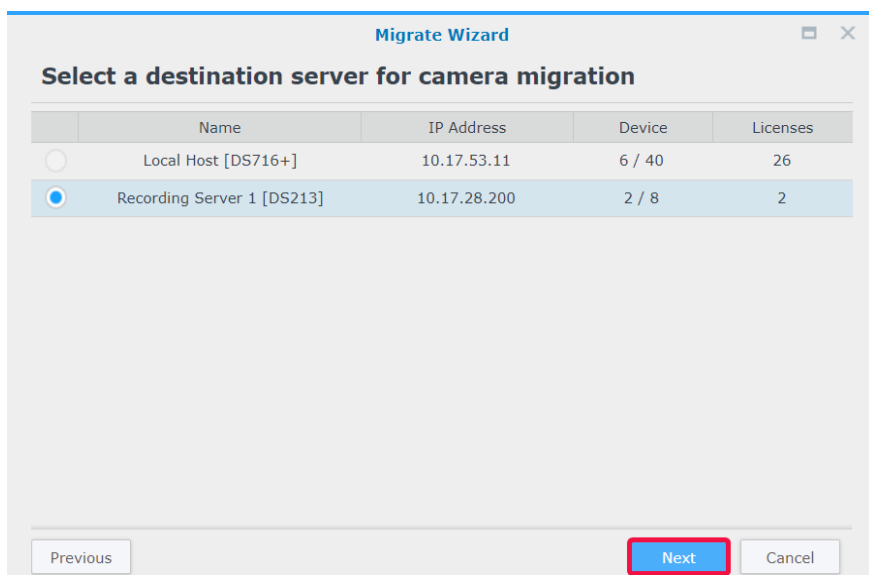 Migrate Wizard
Select a destination server for camera migration
Name IP Address Device Licenses
Local Host [DS716+] 10.17.53.11 6 / 40 26
Recording Server 1 [DS213] 10.17.28.200 2 / 8 2
Previous Next Cancel